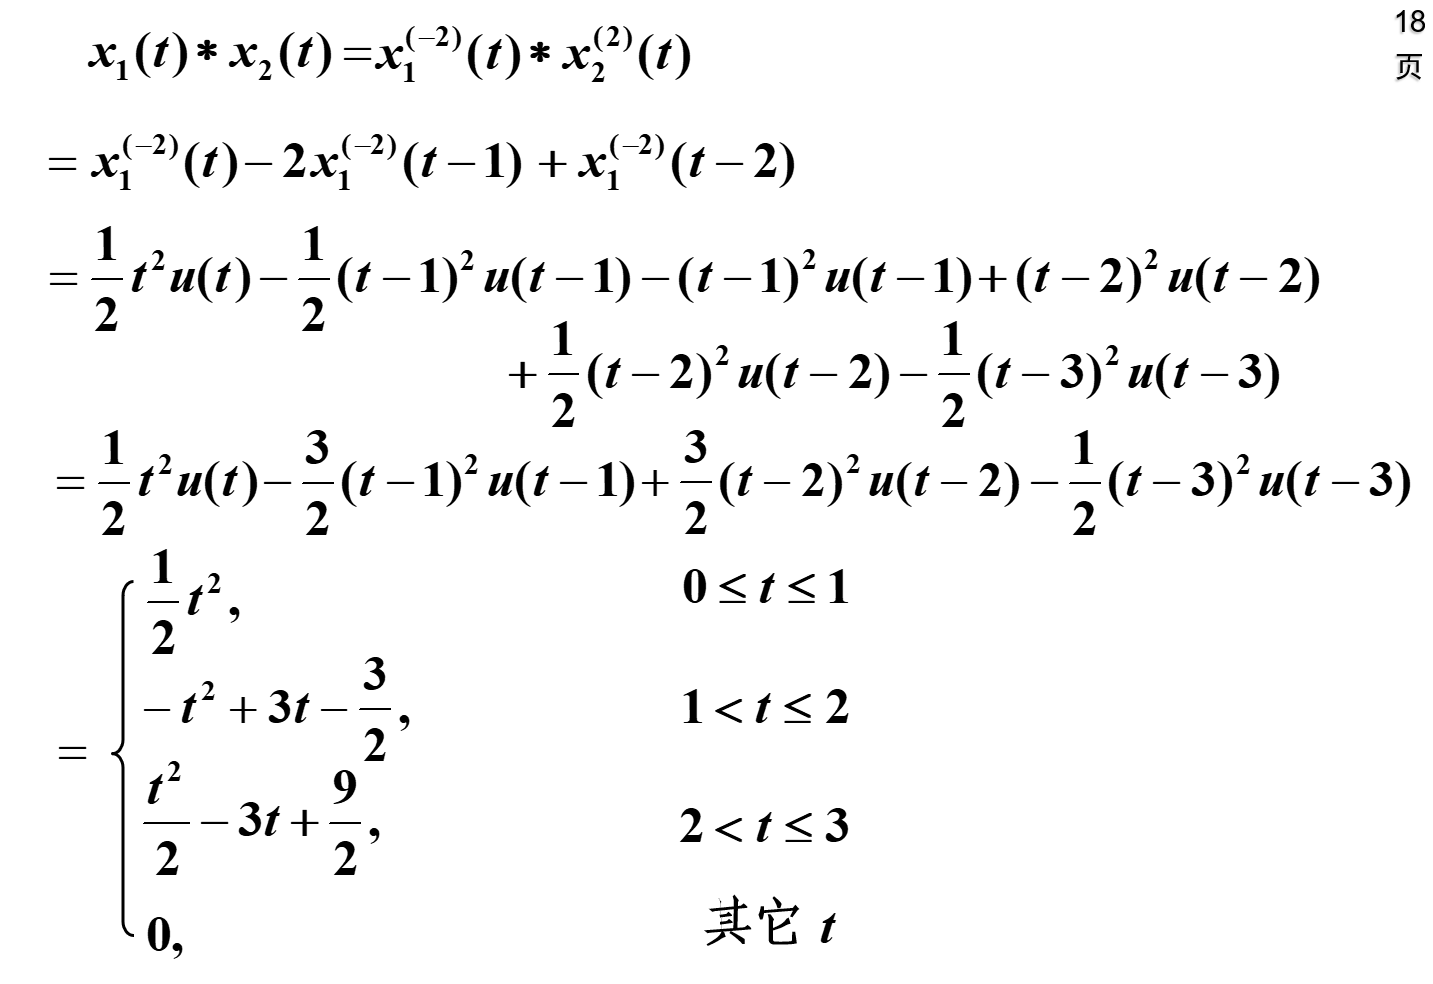 18
页
x₁(t) * x₂(t) = x₁⁽⁻²⁾(t) * x₂⁽²⁾(t)
= x₁⁽⁻²⁾(t) − 2x₁⁽⁻²⁾(t − 1) + x₁⁽⁻²⁾(t − 2)
= 1/2 t² u(t) − 1/2 (t − 1)² u(t − 1) − (t − 1)² u(t − 1) + (t − 2)² u(t − 2)
+ 1/2 (t − 2)² u(t − 2) − 1/2 (t − 3)² u(t − 3)
= 1/2 t² u(t) − 3/2 (t − 1)² u(t − 1) + 3/2 (t − 2)² u(t − 2) − 1/2 (t − 3)² u(t − 3)
= { 1/2 t², 0 ≤ t ≤ 1
− t² + 3t − 3/2, 1 < t ≤ 2
t²/2 − 3t + 9/2, 2 < t ≤ 3
0, 其它 t